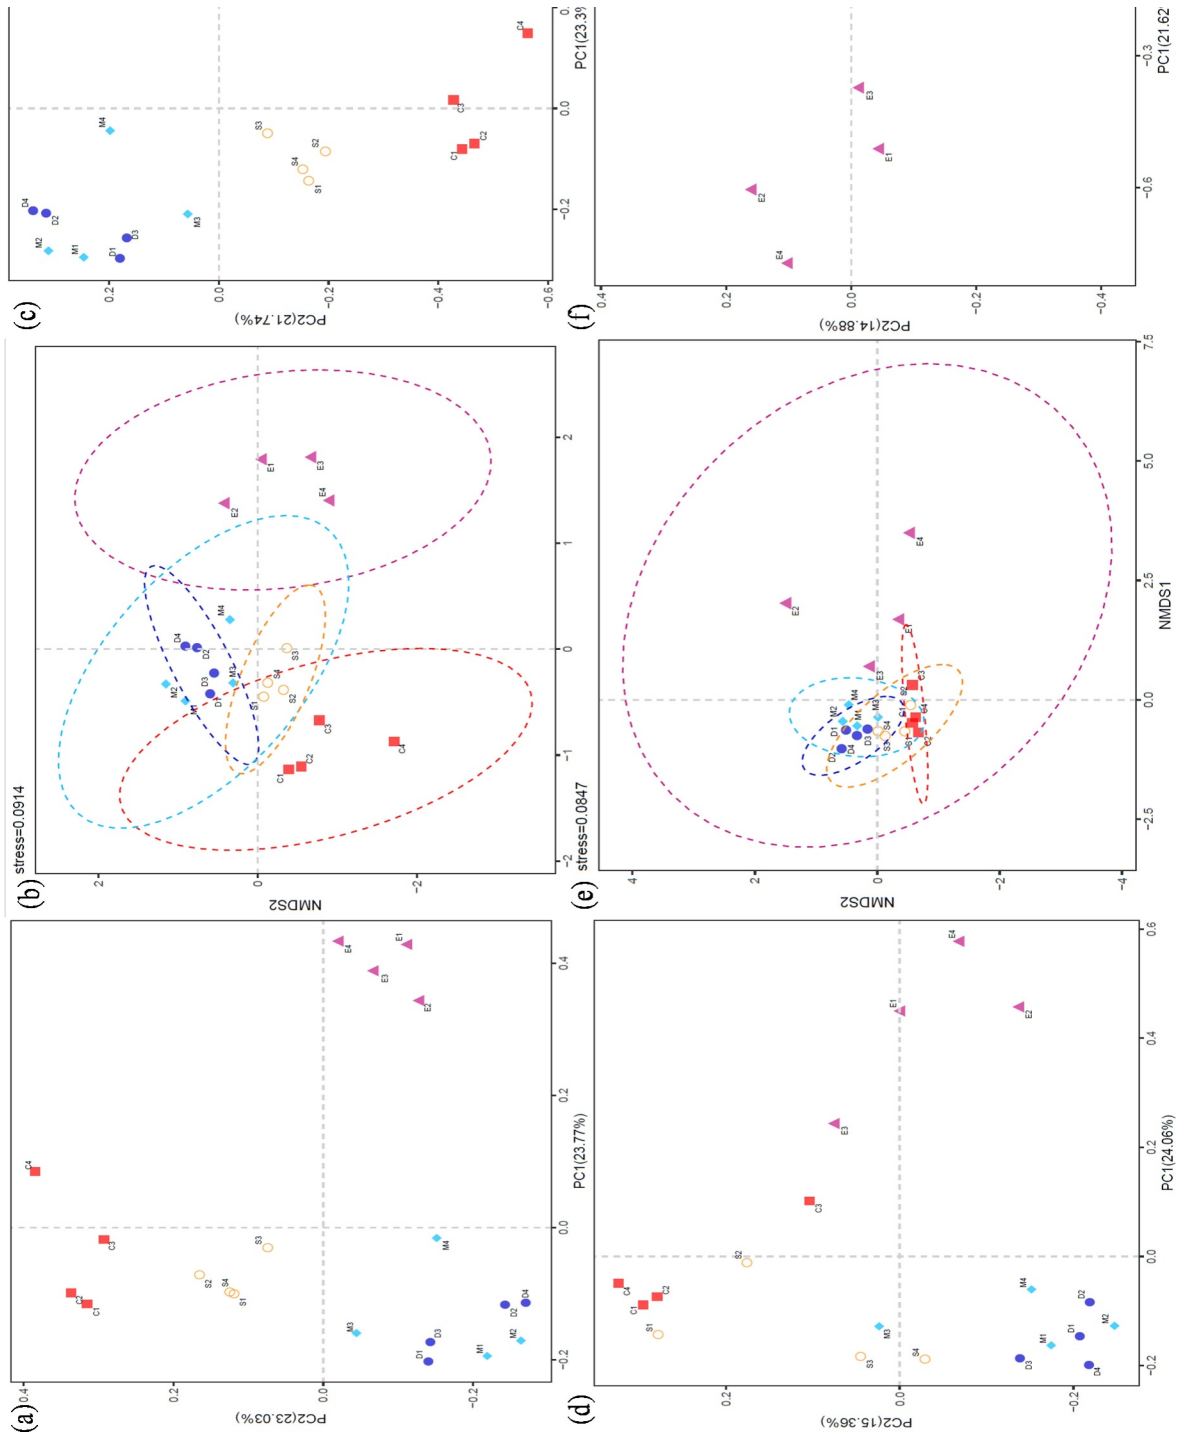 (a)
PC2(23.03%)
0.4
0.2
0.0
-0.2
C4
C3
C2
C1
S3
S2
S4
S1
M4
M3
M1
M2
D3
D1
D2
D4
E4
E1
E3
E2
-0.2
0.0
0.2
0.4
PC1(23.77%)
(b)
stress=0.0914
NMDS2
2
0
-2
D4
D2
D3
D1
M4
M2
M3
M1
S3
S4
S1
S2
C3
C4
C2
C1
E1
E3
E2
E4
-2
-1
0
1
2
(c)
PC2(21.74%)
0.2
0.0
-0.2
-0.4
-0.6
D4
D2
D3
D1
M4
M2
M1
M3
S3
S2
S4
S1
C4
C3
C2
C1
-0.2
0.0
PC1(23.3
(d)
PC2(15.36%)
0.2
0.0
-0.2
C4
C1
C2
C3
S1
S2
S3
S4
M3
M4
M1
M2
D2
D1
D3
D4
E1
E4
E2
E3
-0.2
0.0
0.2
0.4
0.6
PC1(24.06%)
(e)
stress=0.0847
NMDS2
4
2
0
-2
-4
E2
E4
E1
E3
M4
M2
M1
M3
D1
D2
D4
D3
S4
S3
S2
S1
C1
C3
C4
C2
-2.5
0.0
2.5
5.0
7.5
NMDS1
(f)
PC2(14.88%)
0.4
0.0
-0.2
-0.4
E3
E1
E2
E4
-0.6
-0.3
PC1(21.62